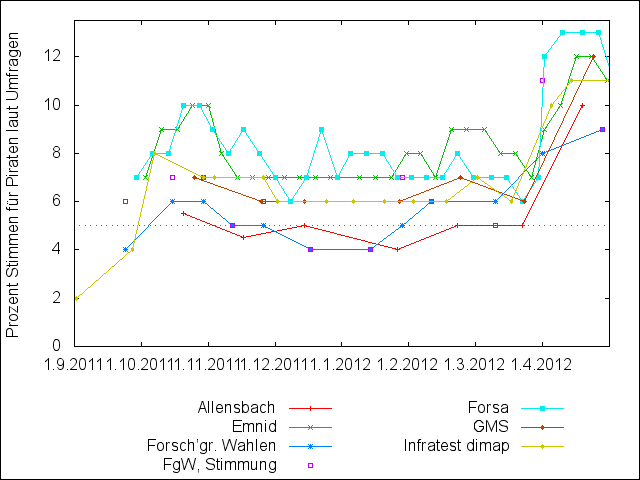 Prozent Stimmen für Piraten laut Umfragen
12
10
8
6
4
2
0
1.9.2011 1.10.2011 1.11.2011 1.12.2011 1.1.2012 1.2.2012 1.3.2012 1.4.2012
Allensbach Forsa
Emnid GMS
Forsch'gr. Wahlen Infratest dimap
FgW, Stimmung